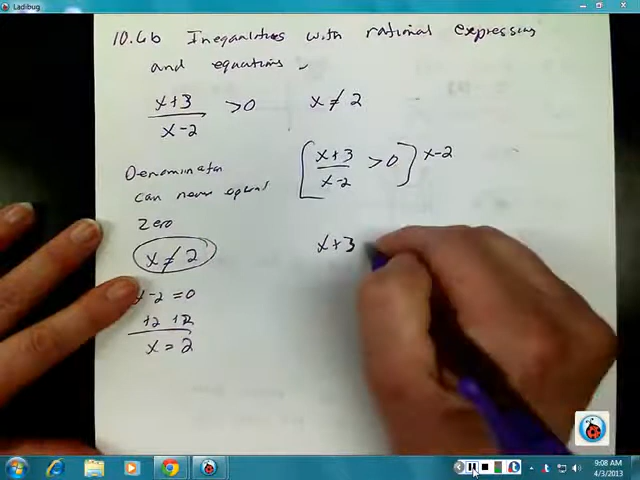 Ladibug
10.6b Inequalities with rational expressions
and equations.
x+3/x-2 >0 x≠2
[x+3/x-2 >0] x-2
Denominator
can never equal
zero
x≠2
x+3
x-2=0
+2 +2
x=2
9:08 AM
4/3/2013